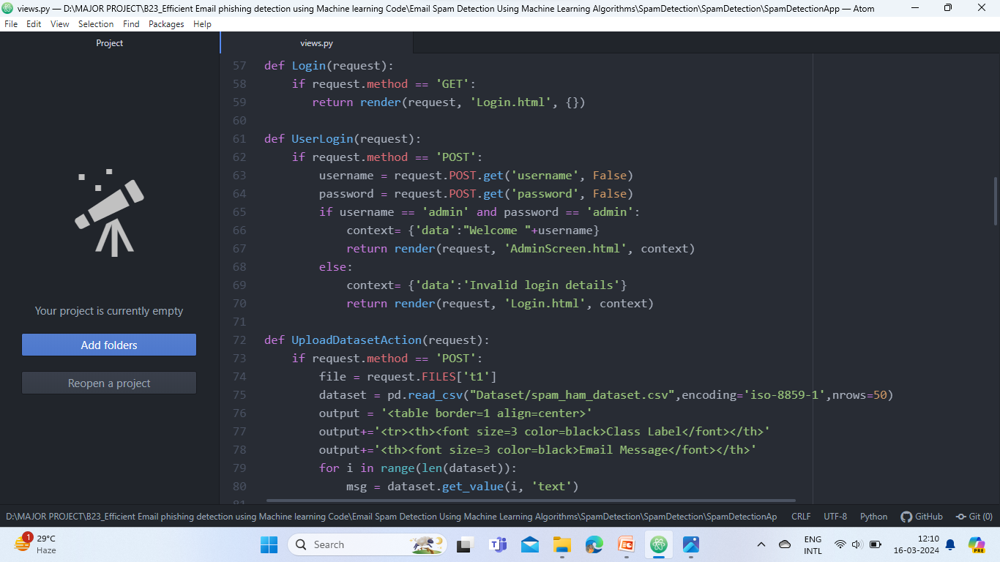 views.py — D:\MAJOR PROJECT\B23_Efficient Email phishing detection using Machine learning Code\Email Spam Detection Using Machine Learning Algorithms\SpamDetection\SpamDetection\SpamDetectionApp — Atom
File Edit View Selection Find Packages Help
Project
views.py
57 def Login(request):
58     if request.method == 'GET':
59        return render(request, 'Login.html', {})
60
61 def UserLogin(request):
62     if request.method == 'POST':
63         username = request.POST.get('username', False)
64         password = request.POST.get('password', False)
65         if username == 'admin' and password == 'admin':
66             context= {'data':"Welcome "+username}
67             return render(request, 'AdminScreen.html', context)
68         else:
69             context= {'data':'Invalid login details'}
70             return render(request, 'Login.html', context)
71
72 def UploadDatasetAction(request):
73     if request.method == 'POST':
74         file = request.FILES['t1']
75         dataset = pd.read_csv("Dataset/spam_ham_dataset.csv",encoding='iso-8859-1',nrows=50)
76         output = '<table border=1 align=center>'
77         output+='<tr><th><font size=3 color=black>Class Label</font></th>'
78         output+='<th><font size=3 color=black>Email Message</font></th>'
79         for i in range(len(dataset)):
80             msg = dataset.get_value(i, 'text')
81
Your project is currently empty
Add folders
Reopen a project
D:\MAJOR PROJECT\B23_Efficient Email phishing detection using Machine learning Code\Email Spam Detection Using Machine Learning Algorithms\SpamDetection\SpamDetection\SpamDetectionAp CRLF UTF-8 Python GitHub Git (0)
1
29°C
Haze
Search
ENG
INTL
12:10
16-03-2024
PRE